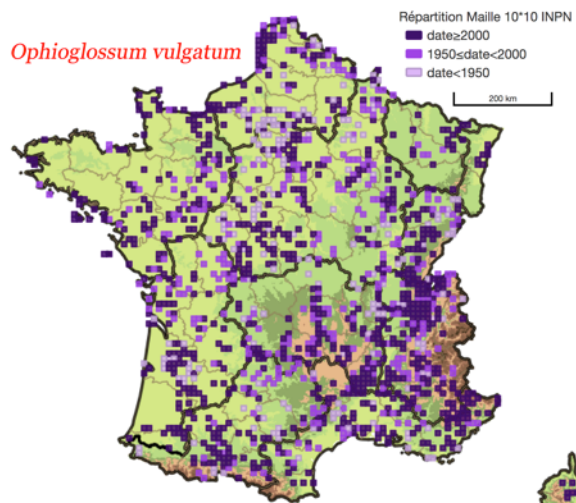 Répartition Maille 10*10 INPN
Ophioglossum vulgatum
date≥2000
1950≤date<2000
date<1950
200 km